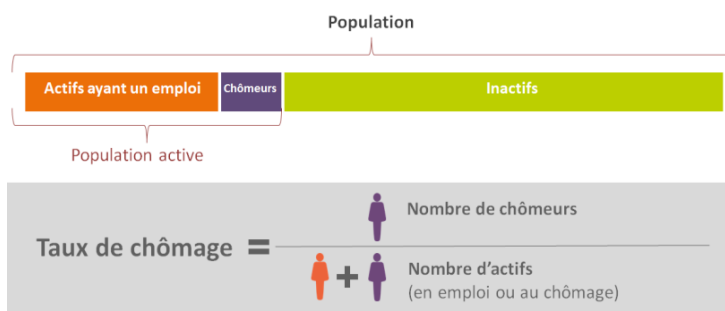 Population
Actifs ayant un emploi Chômeurs Inactifs
Population active
Nombre de chômeurs
Taux de chômage =
+ Nombre d'actifs
(en emploi ou au chômage)